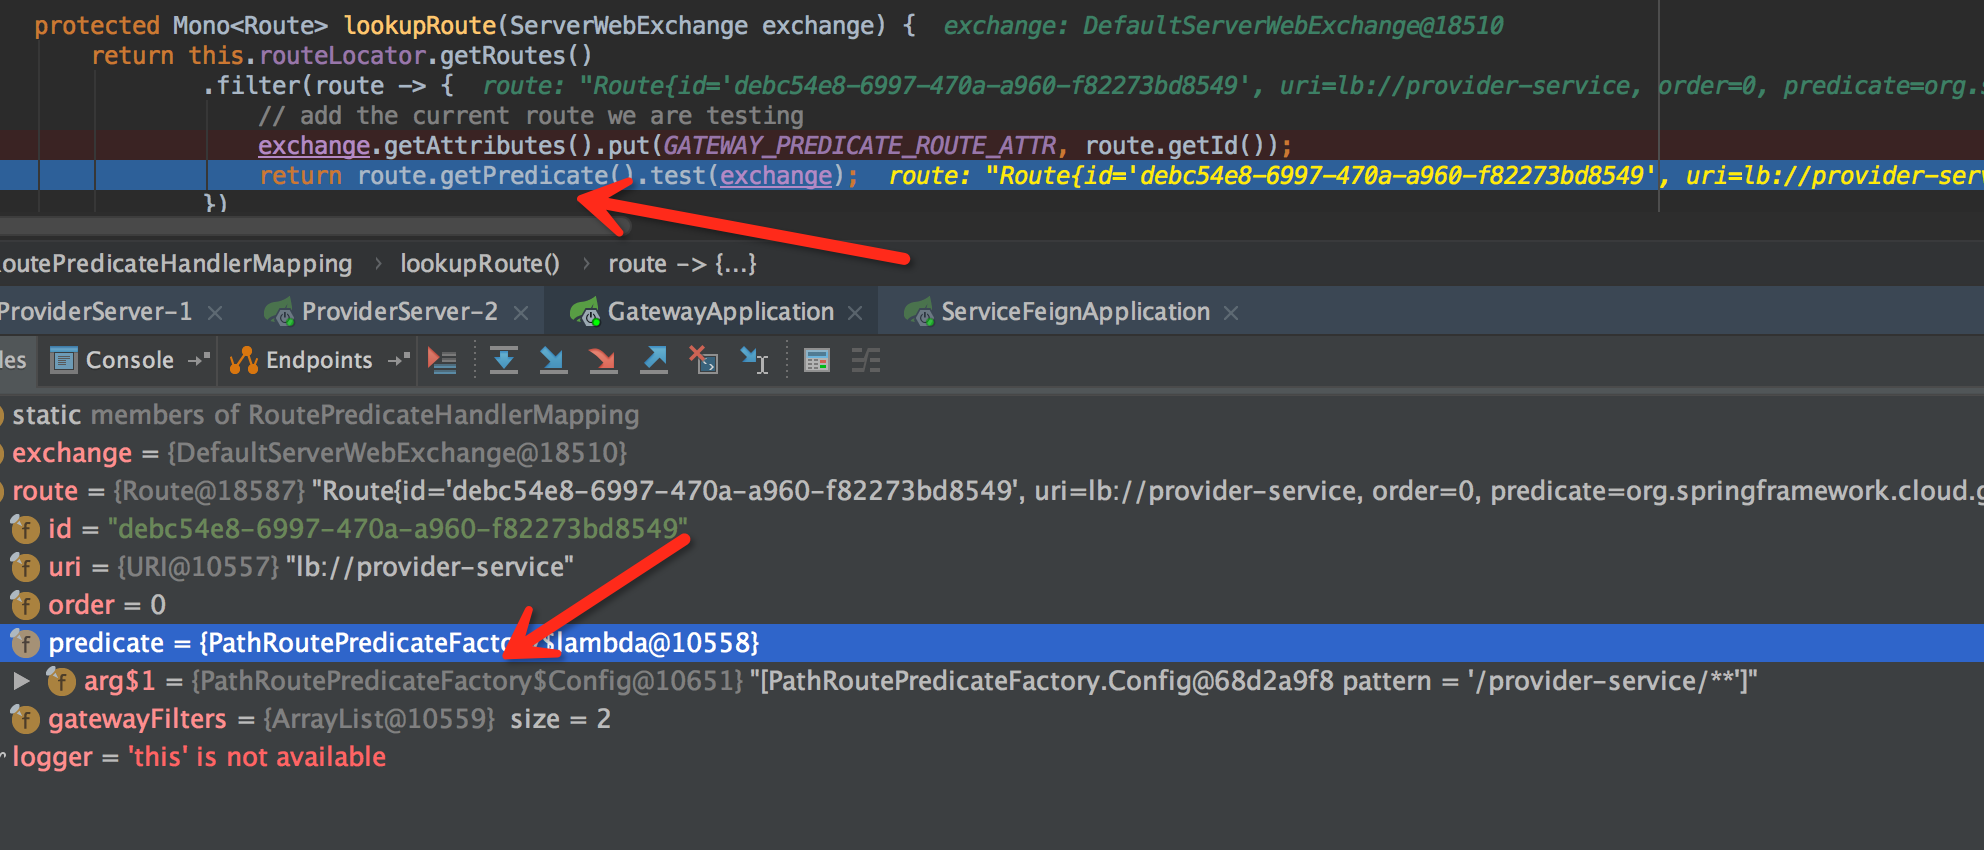 protected Mono<Route> lookupRoute(ServerWebExchange exchange) {  exchange: DefaultServerWebExchange@18510
return this.routeLocator.getRoutes()
.filter(route -> {  route: "Route{id='debc54e8-6997-470a-a960-f82273bd8549', uri=lb://provider-service, order=0, predicate=org.s
// add the current route we are testing
exchange.getAttributes().put(GATEWAY_PREDICATE_ROUTE_ATTR, route.getId());
return route.getPredicate().test(exchange);  route: "Route{id='debc54e8-6997-470a-a960-f82273bd8549', uri=lb://provider-serv
})
outePredicateHandlerMapping > lookupRoute() > route -> {...}
ProviderServer-1 × ProviderServer-2 × GatewayApplication × ServiceFeignApplication ×
les Console Endpoints
static members of RoutePredicateHandlerMapping
exchange = {DefaultServerWebExchange@18510}
route = {Route@18587} "Route{id='debc54e8-6997-470a-a960-f82273bd8549', uri=lb://provider-service, order=0, predicate=org.springframework.cloud.g
f id = "debc54e8-6997-470a-a960-f82273bd8549"
f uri = {URI@10557} "lb://provider-service"
f order = 0
f predicate = {PathRoutePredicateFactory$lambda@10558}
f arg$1 = {PathRoutePredicateFactory$Config@10651} "[PathRoutePredicateFactory.Config@68d2a9f8 pattern = '/provider-service/**']"
f gatewayFilters = {ArrayList@10559}  size = 2
logger = 'this' is not available